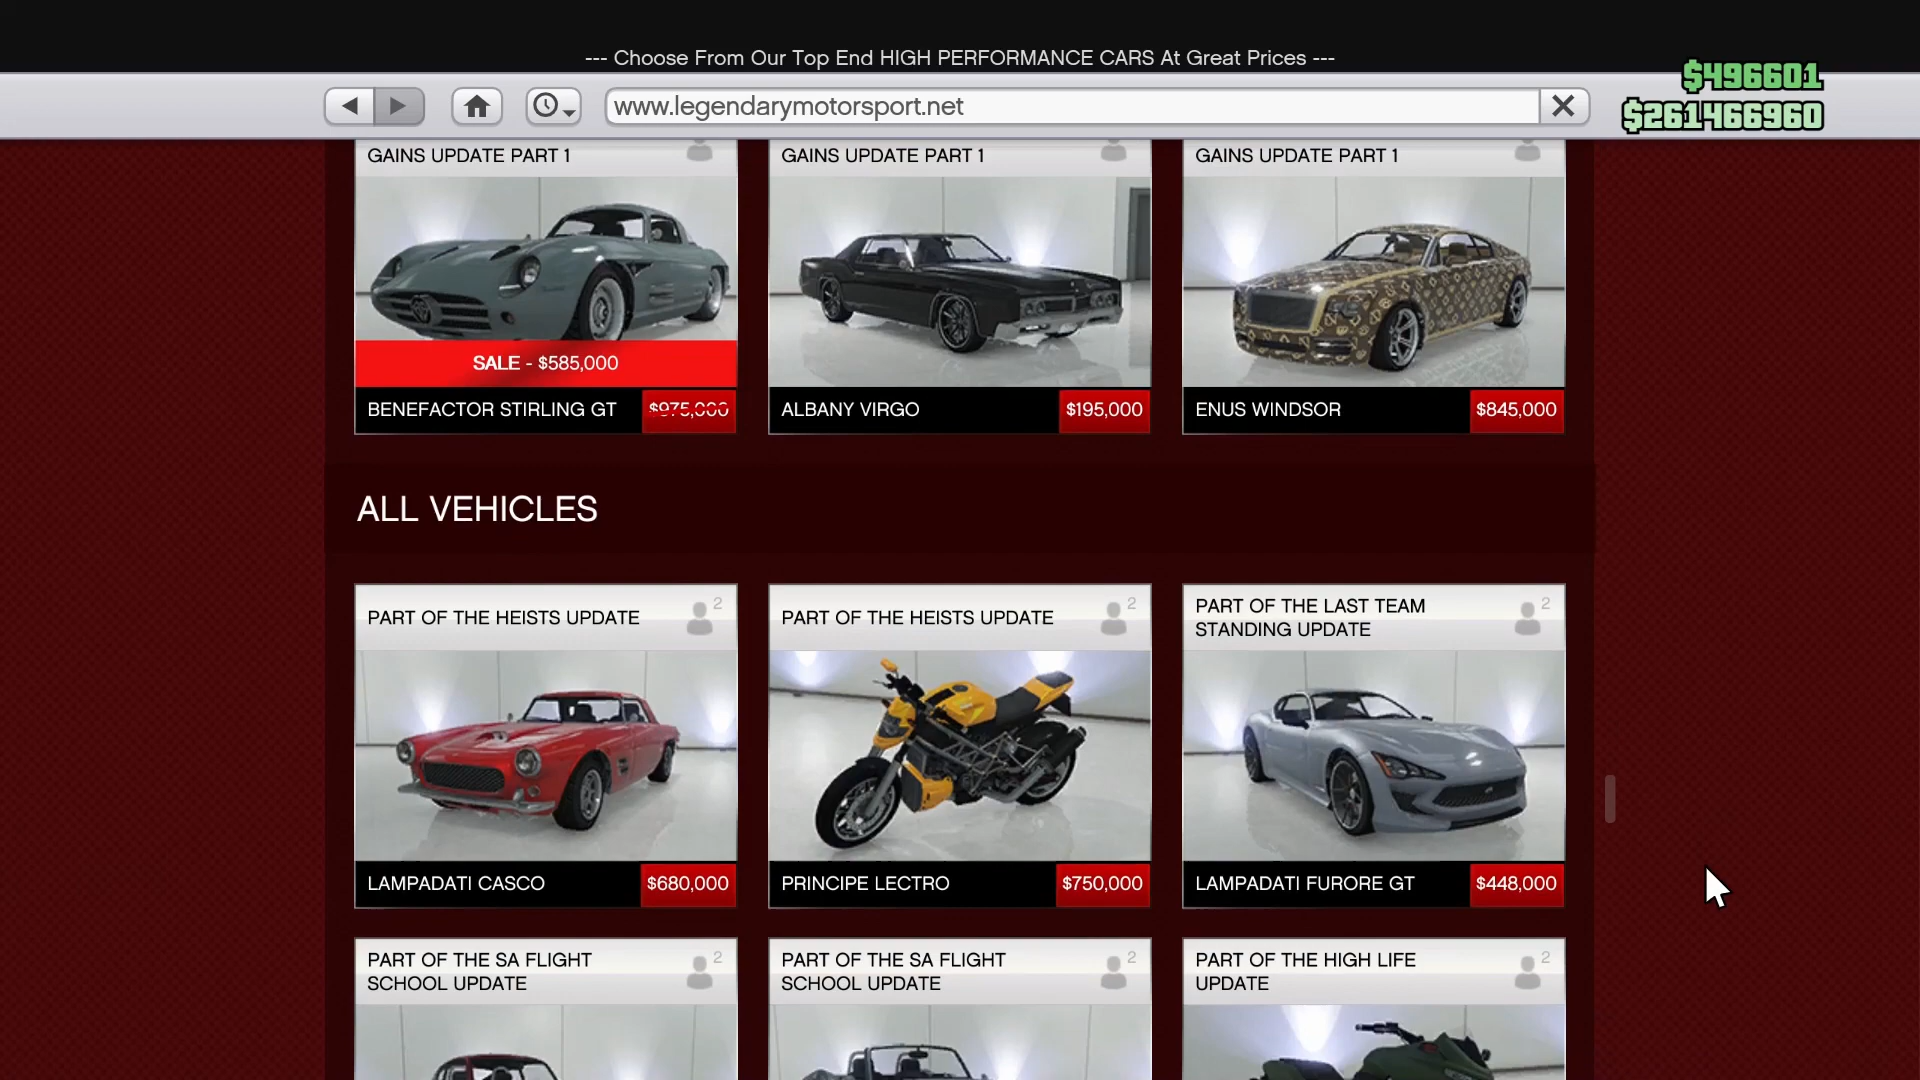 --- Choose From Our Top End HIGH PERFORMANCE CARS At Great Prices ---
$496601
www.legendarymotorsport.net
$261466960
GAINS UPDATE PART 1
GAINS UPDATE PART 1
GAINS UPDATE PART 1
SALE - $585,000
BENEFACTOR STIRLING GT
$975,000
ALBANY VIRGO
$195,000
ENUS WINDSOR
$845,000
ALL VEHICLES
PART OF THE HEISTS UPDATE
2
PART OF THE HEISTS UPDATE
2
PART OF THE LAST TEAM
STANDING UPDATE
2
LAMPADATI CASCO
$680,000
PRINCIPE LECTRO
$750,000
LAMPADATI FURORE GT
$448,000
PART OF THE SA FLIGHT
SCHOOL UPDATE
2
PART OF THE SA FLIGHT
SCHOOL UPDATE
2
PART OF THE HIGH LIFE
UPDATE
2